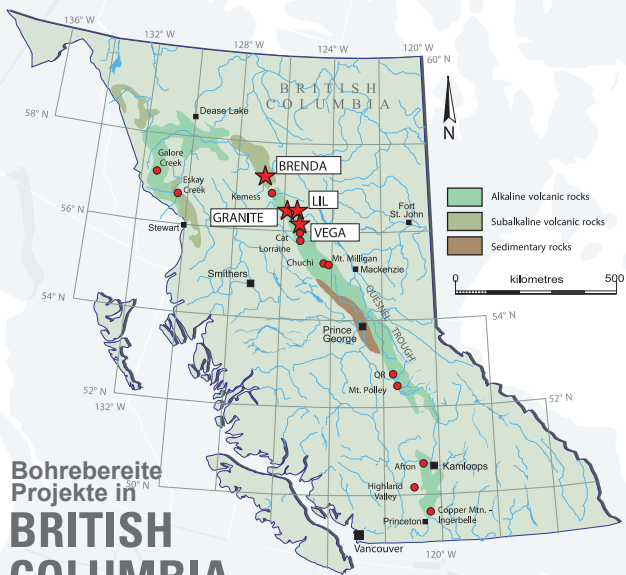 136° W
132° W
128° W
124° W
120° W
60° N
BRITISH
COLUMBIA
58° N
Dease Lake
N
Galore
Creek
BRENDA
Eskay
Creek
Kemess
LIL
Alkaline volcanic rocks
Fort
St. John
56° N
GRANITE
Subalkaline volcanic rocks
Stewart
VEGA
Cat
Lorraine
Sedimentary rocks
Chuchi
Mt. Milligan
Mackenzie
Smithers
0 kilometres 500
54° N
QUESNEL TROUGH
54° N
Prince
George
QR
Mt. Polley
52° N
132° W
52° N
Afton
Kamloops
Bohrebereite
Projekte in
50° N
Highland
Valley
BRITISH
COLUMBIA
Copper Mtn. -
Ingerbelle
Princeton
Vancouver
120° W